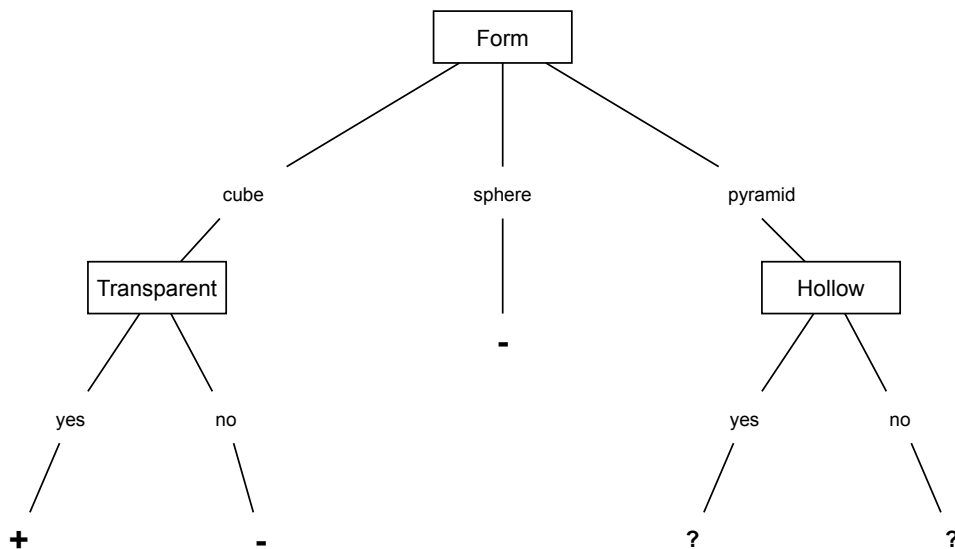 Form
cube
sphere
pyramid
Transparent
Hollow
-
yes
no
yes
no
+
-
?
?